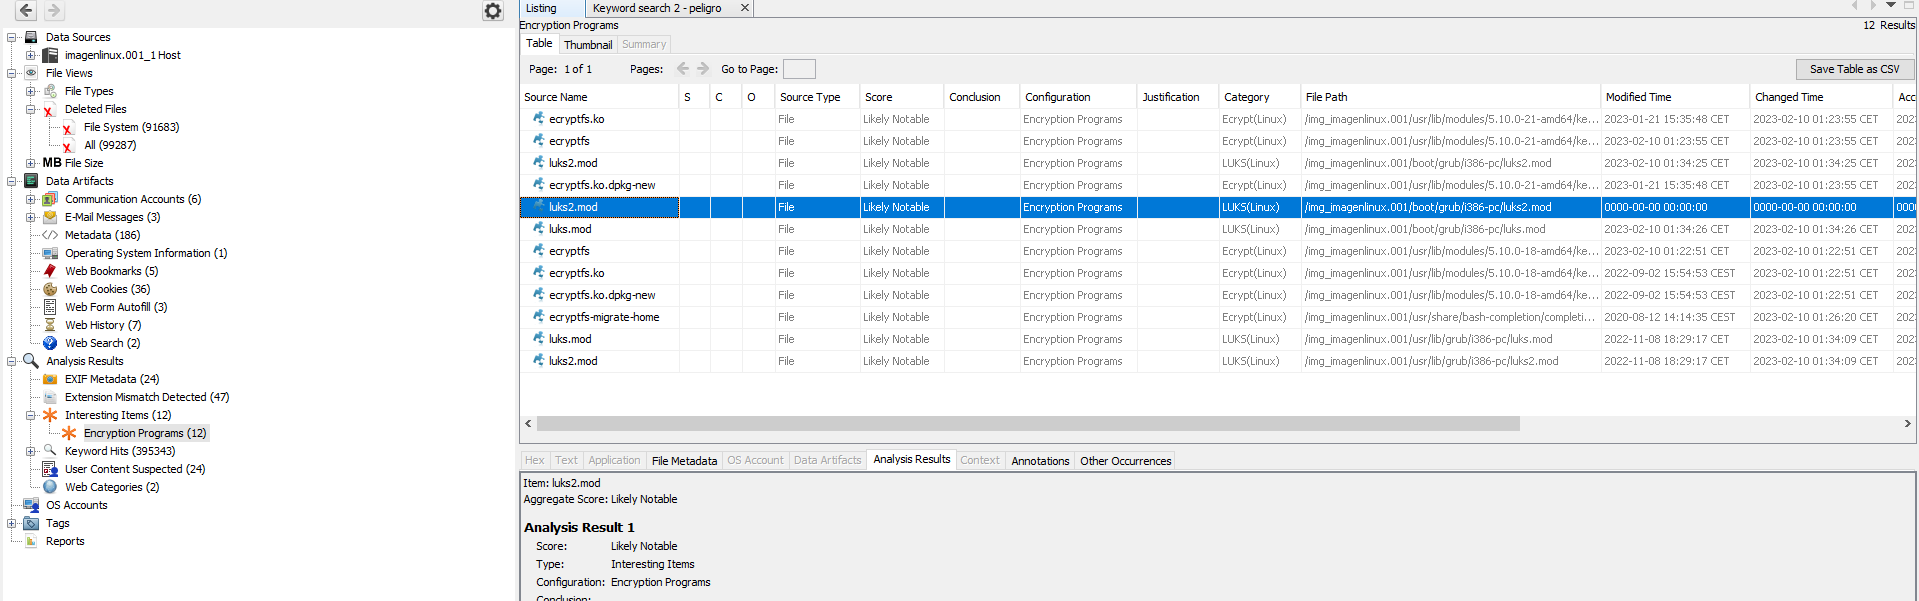 Listing Keyword search 2 - peligro
Encryption Programs 12 Results
Table Thumbnail Summary
Page: 1 of 1 Pages: Go to Page: Save Table as CSV
Source Name S C O Source Type Score Conclusion Configuration Justification Category File Path Modified Time Changed Time Acc
ecryptfs.ko File Likely Notable Encryption Programs Ecrypt(Linux) /img_imagenlinux.001/usr/lib/modules/5.10.0-21-amd64/ke... 2023-01-21 15:35:48 CET 2023-02-10 01:23:55 CET 202
ecryptfs File Likely Notable Encryption Programs Ecrypt(Linux) /img_imagenlinux.001/usr/lib/modules/5.10.0-21-amd64/ke... 2023-02-10 01:23:55 CET 2023-02-10 01:23:55 CET 202
luks2.mod File Likely Notable Encryption Programs LUKS(Linux) /img_imagenlinux.001/boot/grub/i386-pc/luks2.mod 2023-02-10 01:34:25 CET 2023-02-10 01:34:25 CET 202
ecryptfs.ko.dpkg-new File Likely Notable Encryption Programs Ecrypt(Linux) /img_imagenlinux.001/usr/lib/modules/5.10.0-21-amd64/ke... 2023-01-21 15:35:48 CET 2023-02-10 01:23:55 CET 202
luks2.mod File Likely Notable Encryption Programs LUKS(Linux) /img_imagenlinux.001/boot/grub/i386-pc/luks2.mod 0000-00-00 00:00:00 0000-00-00 00:00:00 000
luks.mod File Likely Notable Encryption Programs LUKS(Linux) /img_imagenlinux.001/boot/grub/i386-pc/luks.mod 2023-02-10 01:34:26 CET 2023-02-10 01:34:26 CET 202
ecryptfs File Likely Notable Encryption Programs Ecrypt(Linux) /img_imagenlinux.001/usr/lib/modules/5.10.0-18-amd64/ke... 2023-02-10 01:22:51 CET 2023-02-10 01:22:51 CET 202
ecryptfs.ko File Likely Notable Encryption Programs Ecrypt(Linux) /img_imagenlinux.001/usr/lib/modules/5.10.0-18-amd64/ke... 2022-09-02 15:54:53 CEST 2023-02-10 01:22:51 CET 202
ecryptfs.ko.dpkg-new File Likely Notable Encryption Programs Ecrypt(Linux) /img_imagenlinux.001/usr/lib/modules/5.10.0-18-amd64/ke... 2022-09-02 15:54:53 CEST 2023-02-10 01:22:51 CET 202
ecryptfs-migrate-home File Likely Notable Encryption Programs Ecrypt(Linux) /img_imagenlinux.001/usr/share/bash-completion/completi... 2020-08-12 14:14:35 CEST 2023-02-10 01:26:20 CET 202
luks.mod File Likely Notable Encryption Programs LUKS(Linux) /img_imagenlinux.001/usr/lib/grub/i386-pc/luks.mod 2022-11-08 18:29:17 CET 2023-02-10 01:34:09 CET 202
luks2.mod File Likely Notable Encryption Programs LUKS(Linux) /img_imagenlinux.001/usr/lib/grub/i386-pc/luks2.mod 2022-11-08 18:29:17 CET 2023-02-10 01:34:09 CET 202
Data Sources
imagenlinux.001_1 Host
File Views
File Types
Deleted Files
File System (91683)
All (99287)
MB File Size
Data Artifacts
Communication Accounts (6)
E-Mail Messages (3)
Metadata (186)
Operating System Information (1)
Web Bookmarks (5)
Web Cookies (36)
Web Form Autofill (3)
Web History (7)
Web Search (2)
Analysis Results
EXIF Metadata (24)
Extension Mismatch Detected (47)
Interesting Items (12)
Encryption Programs (12)
Keyword Hits (395343)
User Content Suspected (24)
Web Categories (2)
OS Accounts
Tags
Reports
Hex Text Application File Metadata OS Account Data Artifacts Analysis Results Context Annotations Other Occurrences
Item: luks2.mod
Aggregate Score: Likely Notable
Analysis Result 1
Score: Likely Notable
Type: Interesting Items
Configuration: Encryption Programs
Conclusion: